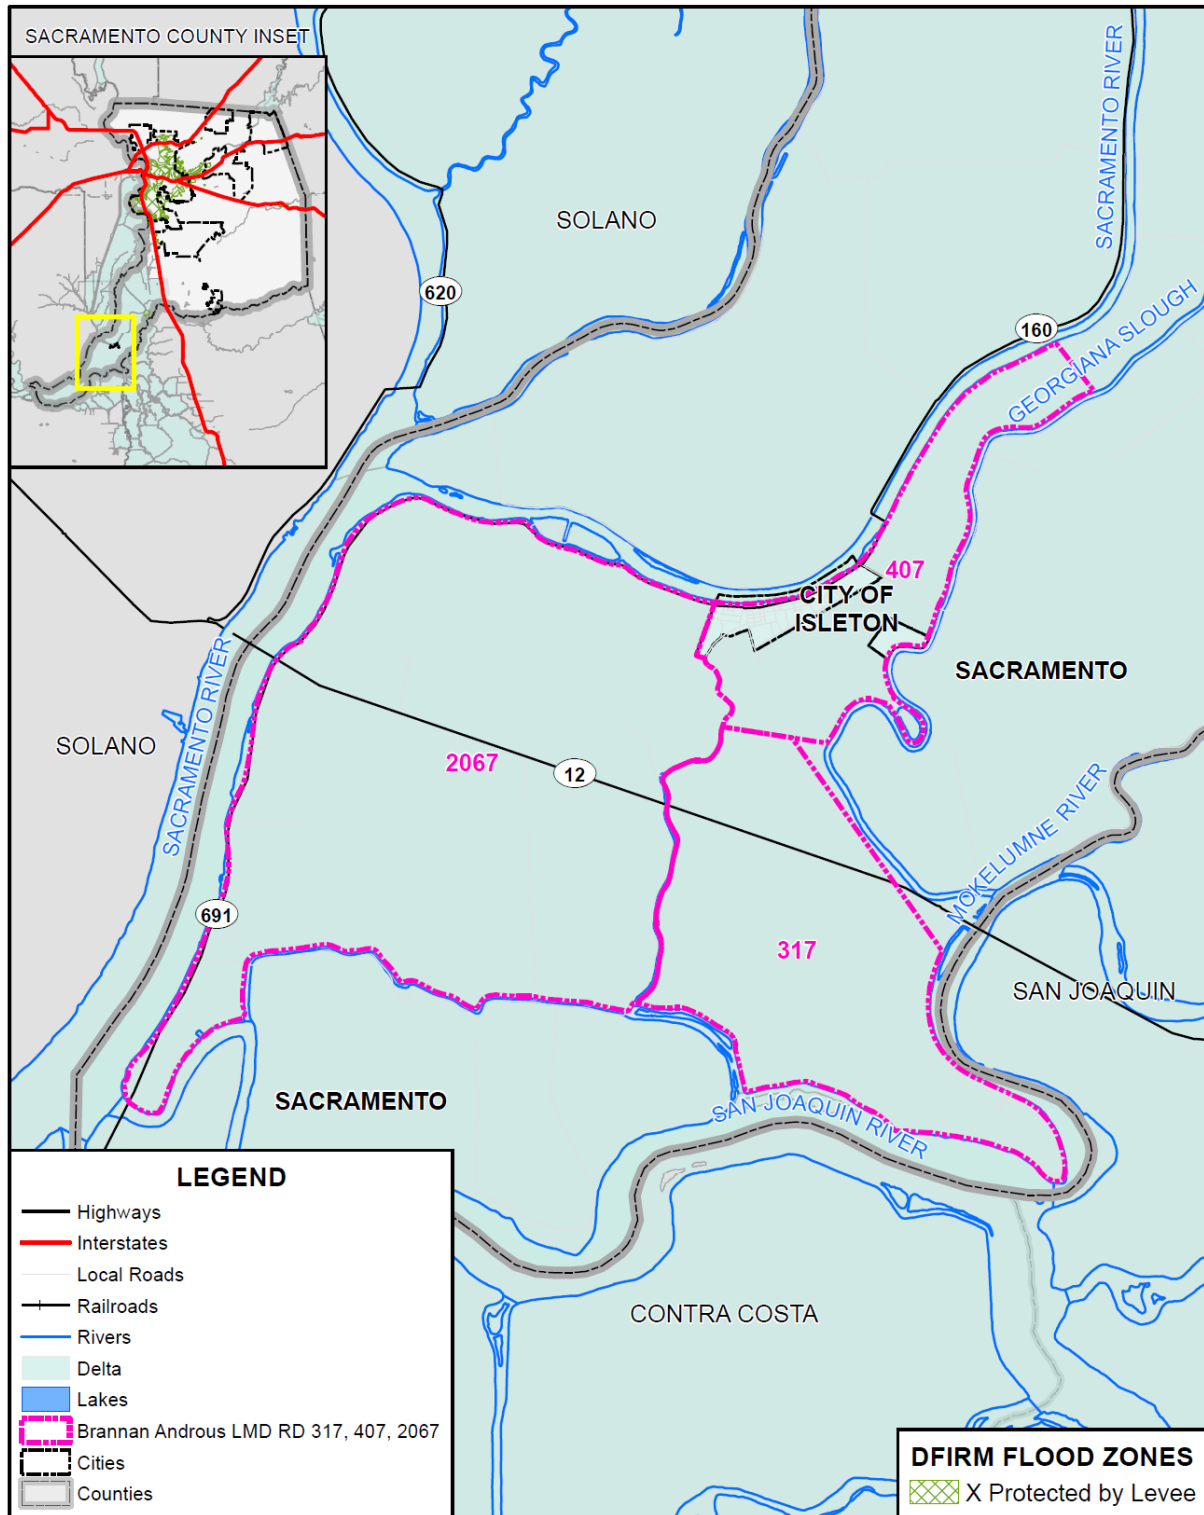 SACRAMENTO COUNTY INSET
SACRAMENTO RIVER
SOLANO
620
160
GEORGIANA SLOUGH
407
CITY OF
ISLETON
SACRAMENTO
SACRAMENTO RIVER
SOLANO
2067
12
MOKELUMNE RIVER
691
317
SAN JOAQUIN
SACRAMENTO
SAN JOAQUIN RIVER
CONTRA COSTA
LEGEND
Highways
Interstates
Local Roads
Railroads
Rivers
Delta
Lakes
Brannan Androus LMD RD 317, 407, 2067
Cities
Counties
DFIRM FLOOD ZONES
X Protected by Levee